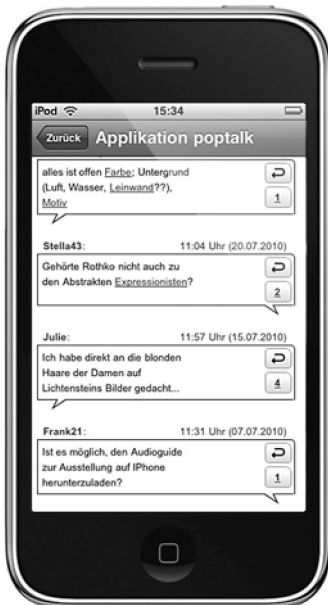 iPod 15:34
Zurück Applikation poptalk
alles ist offen Farbe; Untergrund
(Luft, Wasser, Leinwand??),
Motiv
1
Stella43: 11:04 Uhr (20.07.2010)
Gehörte Rothko nicht auch zu
den Abstrakten Expressionisten?
2
Julie: 11:57 Uhr (15.07.2010)
Ich habe direkt an die blonden
Haare der Damen auf
Lichtensteins Bilder gedacht...
4
Frank21: 11:31 Uhr (07.07.2010)
Ist es möglich, den Audioguide
zur Ausstellung auf IPhone
herunterzuladen?
1